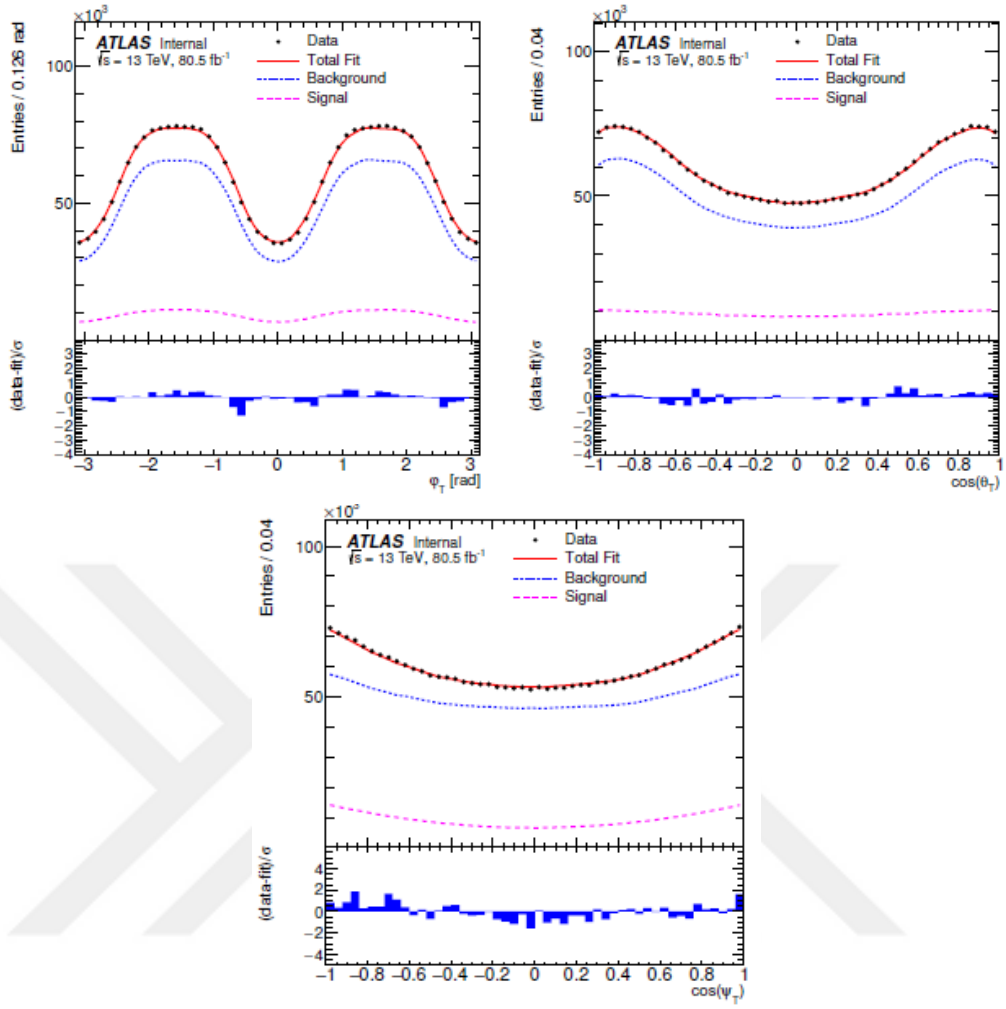 ×10³
ATLAS Internal
√s = 13 TeV, 80.5 fb⁻¹
Data
Total Fit
Background
Signal
Entries / 0.126 rad
100
50
(data-fit)/σ
3
2
1
0
−1
−2
−3
−4
−3 −2 −1 0 1 2 3
φ_T [rad]
×10³
ATLAS Internal
√s = 13 TeV, 80.5 fb⁻¹
Data
Total Fit
Background
Signal
Entries / 0.04
100
50
(data-fit)/σ
3
2
1
0
−1
−2
−3
−4
−1 −0.8 −0.6 −0.4 −0.2 0 0.2 0.4 0.6 0.8 1
cos(θ_T)
ATLAS Internal
√s = 13 TeV, 80.5 fb⁻¹
Data
Total Fit
Background
Signal
Entries / 0.04
100
50
(data-fit)/σ
4
2
0
−2
−4
−1 −0.8 −0.6 −0.4 −0.2 0 0.2 0.4 0.6 0.8 1
cos(ψ_T)